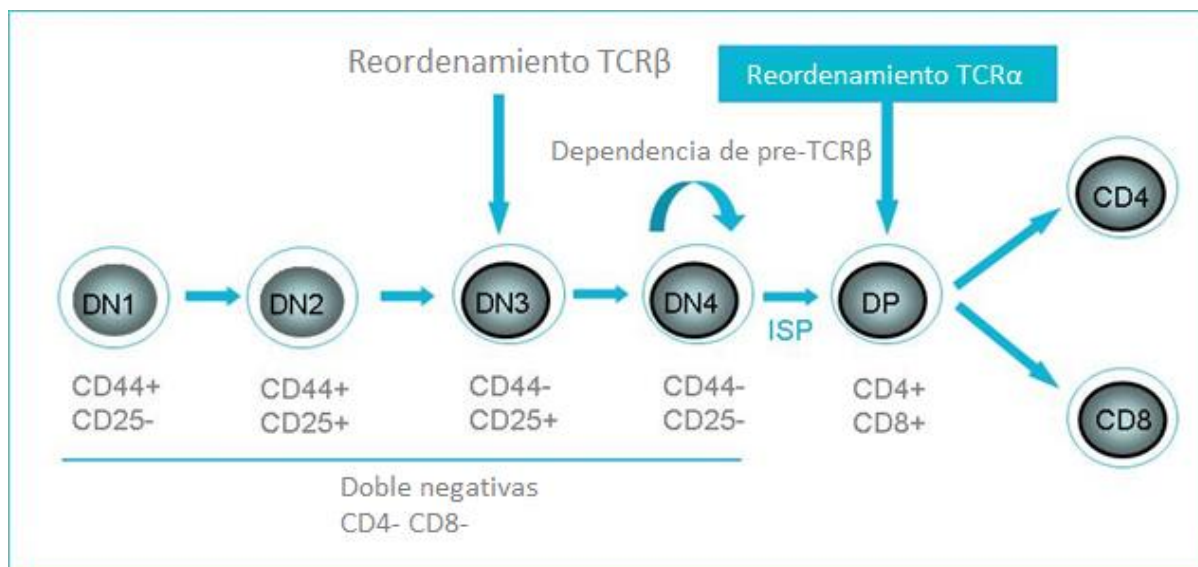 Reordenamiento TCRβ
Reordenamiento TCRα
Dependencia de pre-TCRβ
DN1
DN2
DN3
DN4
ISP
DP
CD4
CD8
CD44+
CD25-
CD44+
CD25+
CD44-
CD25+
CD44-
CD25-
CD4+
CD8+
Doble negativas
CD4- CD8-